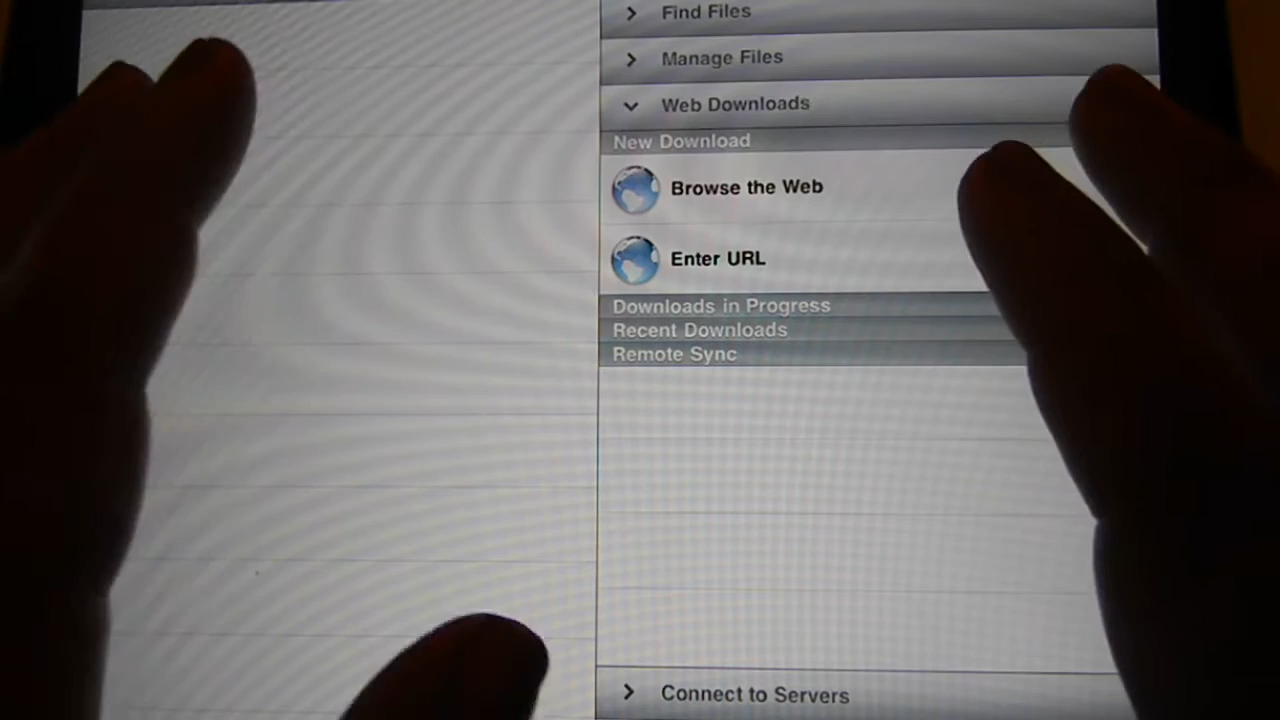 Find Files
Manage Files
Web Downloads
New Download
Browse the Web
Enter URL
Downloads in Progress
Recent Downloads
Remote Sync
Connect to Servers